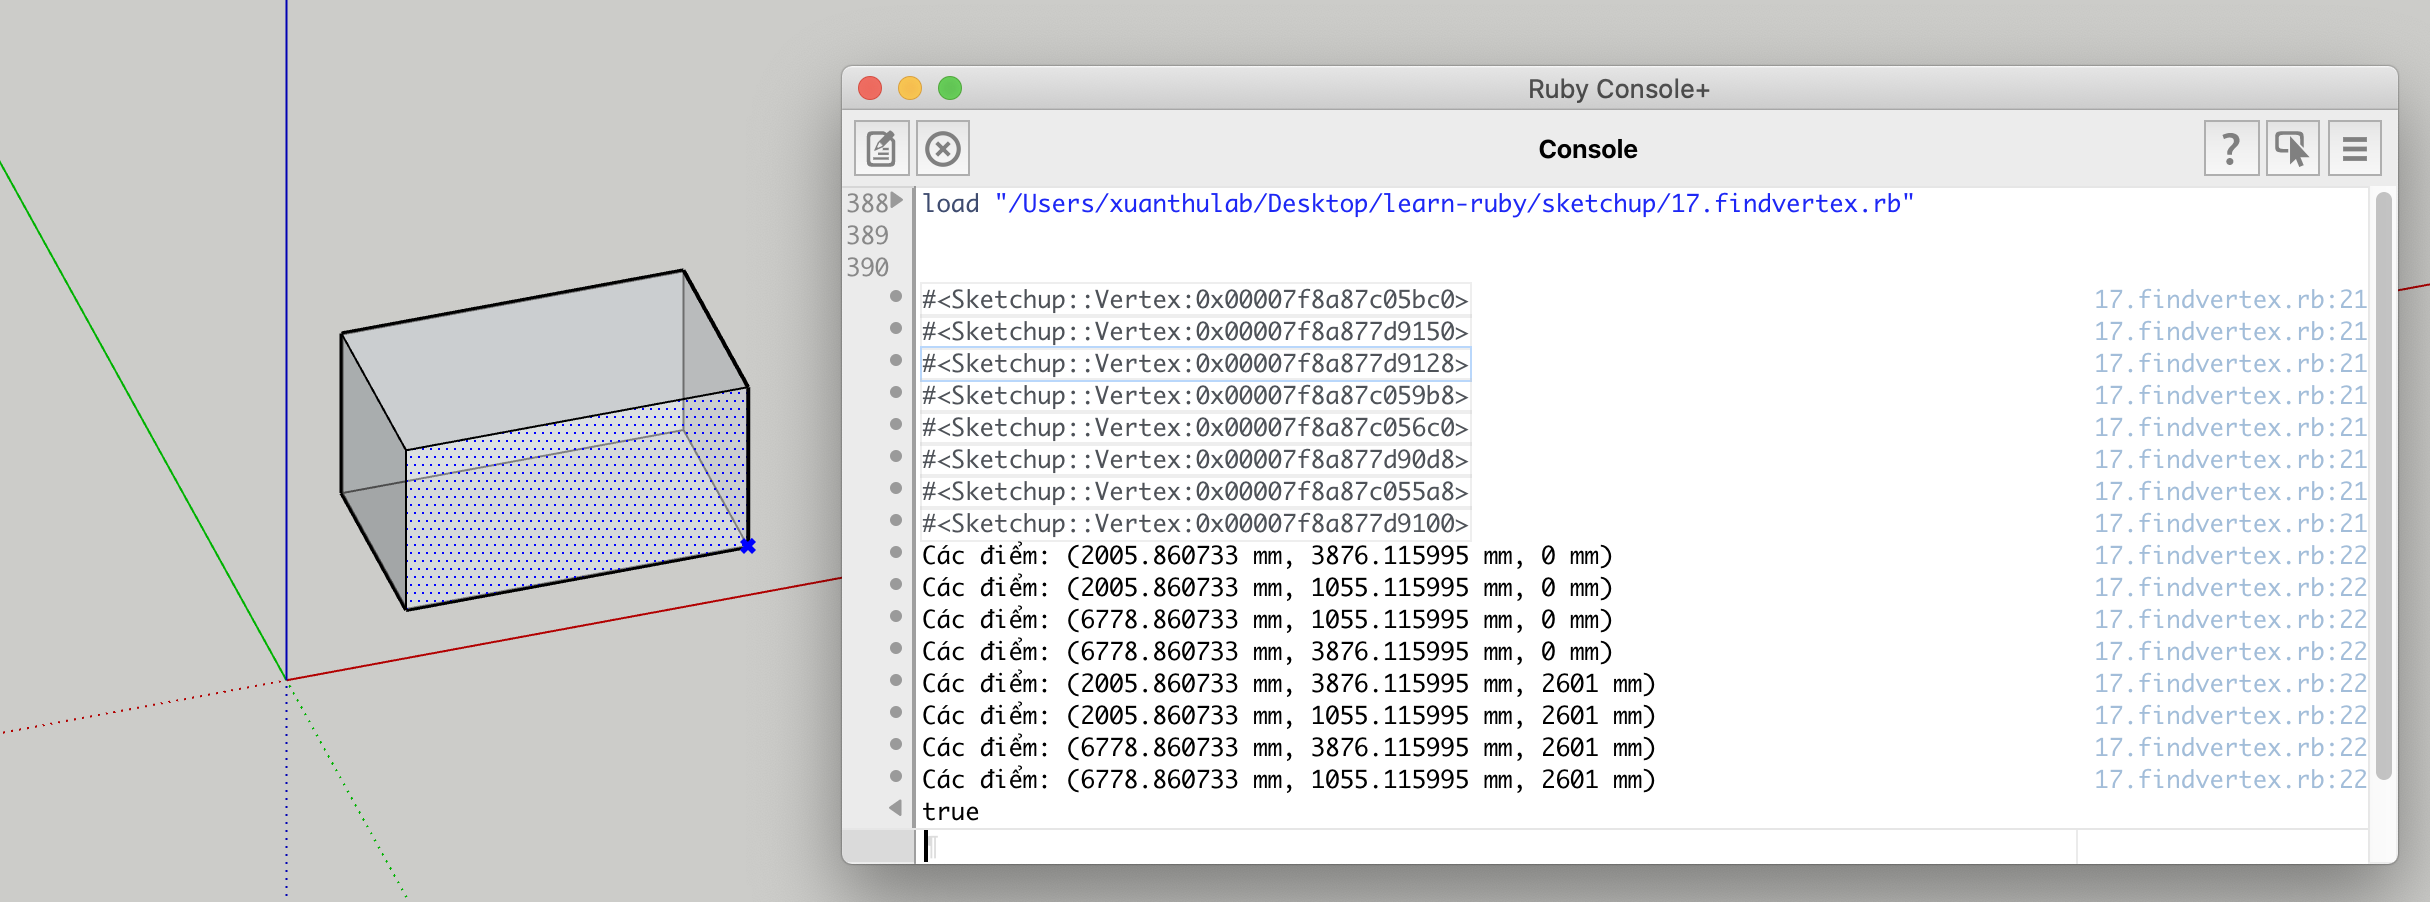 Ruby Console+
Console
?
388 load "/Users/xuanthulab/Desktop/learn-ruby/sketchup/17.findvertex.rb"
389
390
#<Sketchup::Vertex:0x00007f8a87c05bc0> 17.findvertex.rb:21
#<Sketchup::Vertex:0x00007f8a877d9150> 17.findvertex.rb:21
#<Sketchup::Vertex:0x00007f8a877d9128> 17.findvertex.rb:21
#<Sketchup::Vertex:0x00007f8a87c059b8> 17.findvertex.rb:21
#<Sketchup::Vertex:0x00007f8a87c056c0> 17.findvertex.rb:21
#<Sketchup::Vertex:0x00007f8a877d90d8> 17.findvertex.rb:21
#<Sketchup::Vertex:0x00007f8a87c055a8> 17.findvertex.rb:21
#<Sketchup::Vertex:0x00007f8a877d9100> 17.findvertex.rb:21
Các điểm: (2005.860733 mm, 3876.115995 mm, 0 mm) 17.findvertex.rb:22
Các điểm: (2005.860733 mm, 1055.115995 mm, 0 mm) 17.findvertex.rb:22
Các điểm: (6778.860733 mm, 1055.115995 mm, 0 mm) 17.findvertex.rb:22
Các điểm: (6778.860733 mm, 3876.115995 mm, 0 mm) 17.findvertex.rb:22
Các điểm: (2005.860733 mm, 3876.115995 mm, 2601 mm) 17.findvertex.rb:22
Các điểm: (2005.860733 mm, 1055.115995 mm, 2601 mm) 17.findvertex.rb:22
Các điểm: (6778.860733 mm, 3876.115995 mm, 2601 mm) 17.findvertex.rb:22
Các điểm: (6778.860733 mm, 1055.115995 mm, 2601 mm) 17.findvertex.rb:22
true
¶